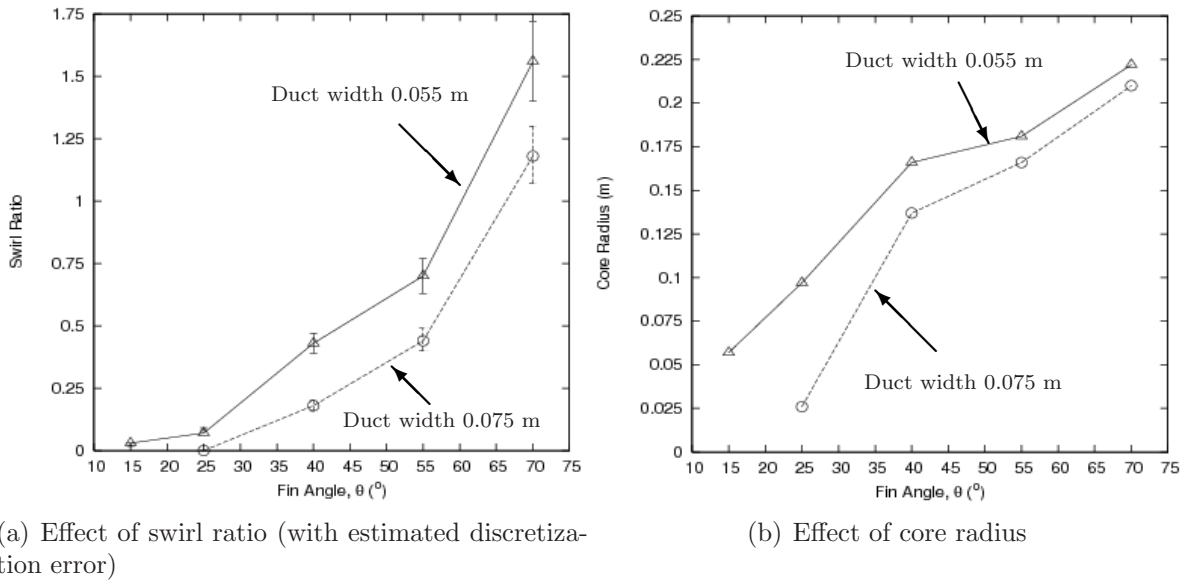 1.75
1.5
1.25
1
0.75
0.5
0.25
0
Swirl Ratio
Duct width 0.055 m
Duct width 0.075 m
10 15 20 25 30 35 40 45 50 55 60 65 70 75
Fin Angle, θ (°)
(a) Effect of swirl ratio (with estimated discretiza-
tion error)
0.25
0.225
0.2
0.175
0.15
0.125
0.1
0.075
0.05
0.025
0
Core Radius (m)
Duct width 0.055 m
Duct width 0.075 m
10 15 20 25 30 35 40 45 50 55 60 65 70 75
Fin Angle, θ (°)
(b) Effect of core radius